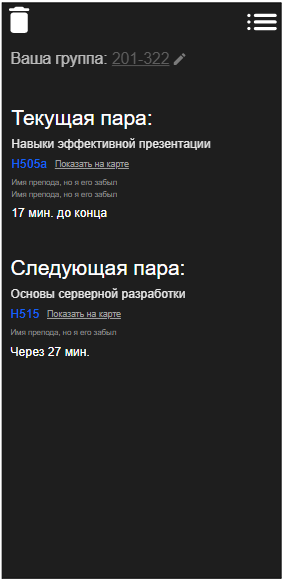 Ваша группа: 201-322
Текущая пара:
Навыки эффективной презентации
Н505а Показать на карте
Имя препода, но я его забыл
Имя препода, но я его забыл
17 мин. до конца
Следующая пара:
Основы серверной разработки
Н515 Показать на карте
Имя препода, но я его забыл
Через 27 мин.